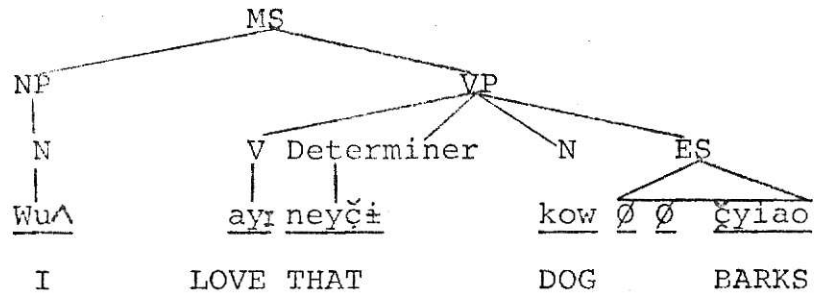 MS
NP VP
N V Determiner N ES
Wuʌ ayɪ neyčɨ kow Ø Ø čyiao
I LOVE THAT DOG BARKS